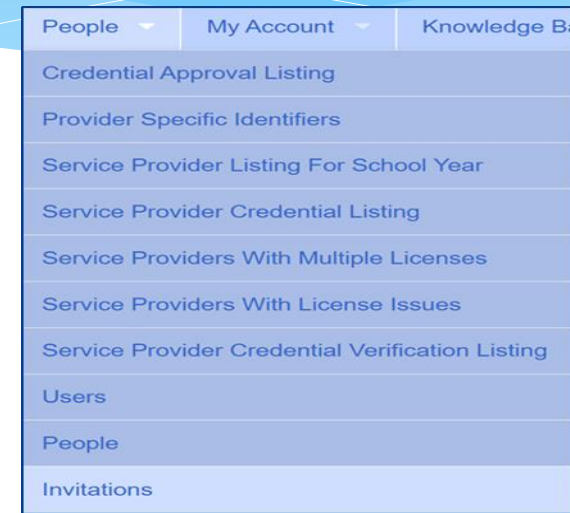 People My Account Knowledge Ba
Credential Approval Listing
Provider Specific Identifiers
Service Provider Listing For School Year
Service Provider Credential Listing
Service Providers With Multiple Licenses
Service Providers With License Issues
Service Provider Credential Verification Listing
Users
People
Invitations